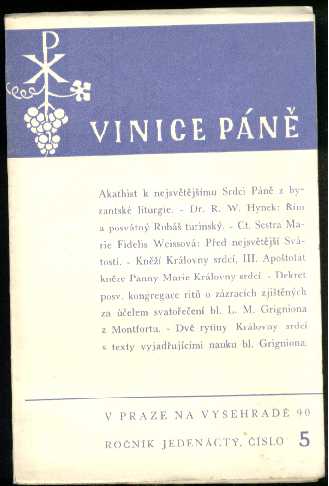 VINICE PÁNĚ
Akathist k nejsvětějšímu Srdci Páně z by-
zantské liturgie. - Dr. R. W. Hynek: Řím
a posvátný Rubáš turinský. - Ct. Sestra Ma-
rie Fidelis Weissová: Před nejsvětější Svá-
tostí. - Kněží Královny srdcí, III. Apoštolát
kněze Panny Marie Královny srdcí. - Dekret
posv. kongregace ritů o zázracích zjištěných
za účelem svatořečení bl. L. M. Grigniona
z Montfortu. - Dvě rytiny Královny srdcí
s texty vyjadřujícími nauku bl. Grigniona.
V PRAZE NA VYŠEHRADĚ 90
ROČNÍK JEDENÁCTÝ, ČÍSLO 5